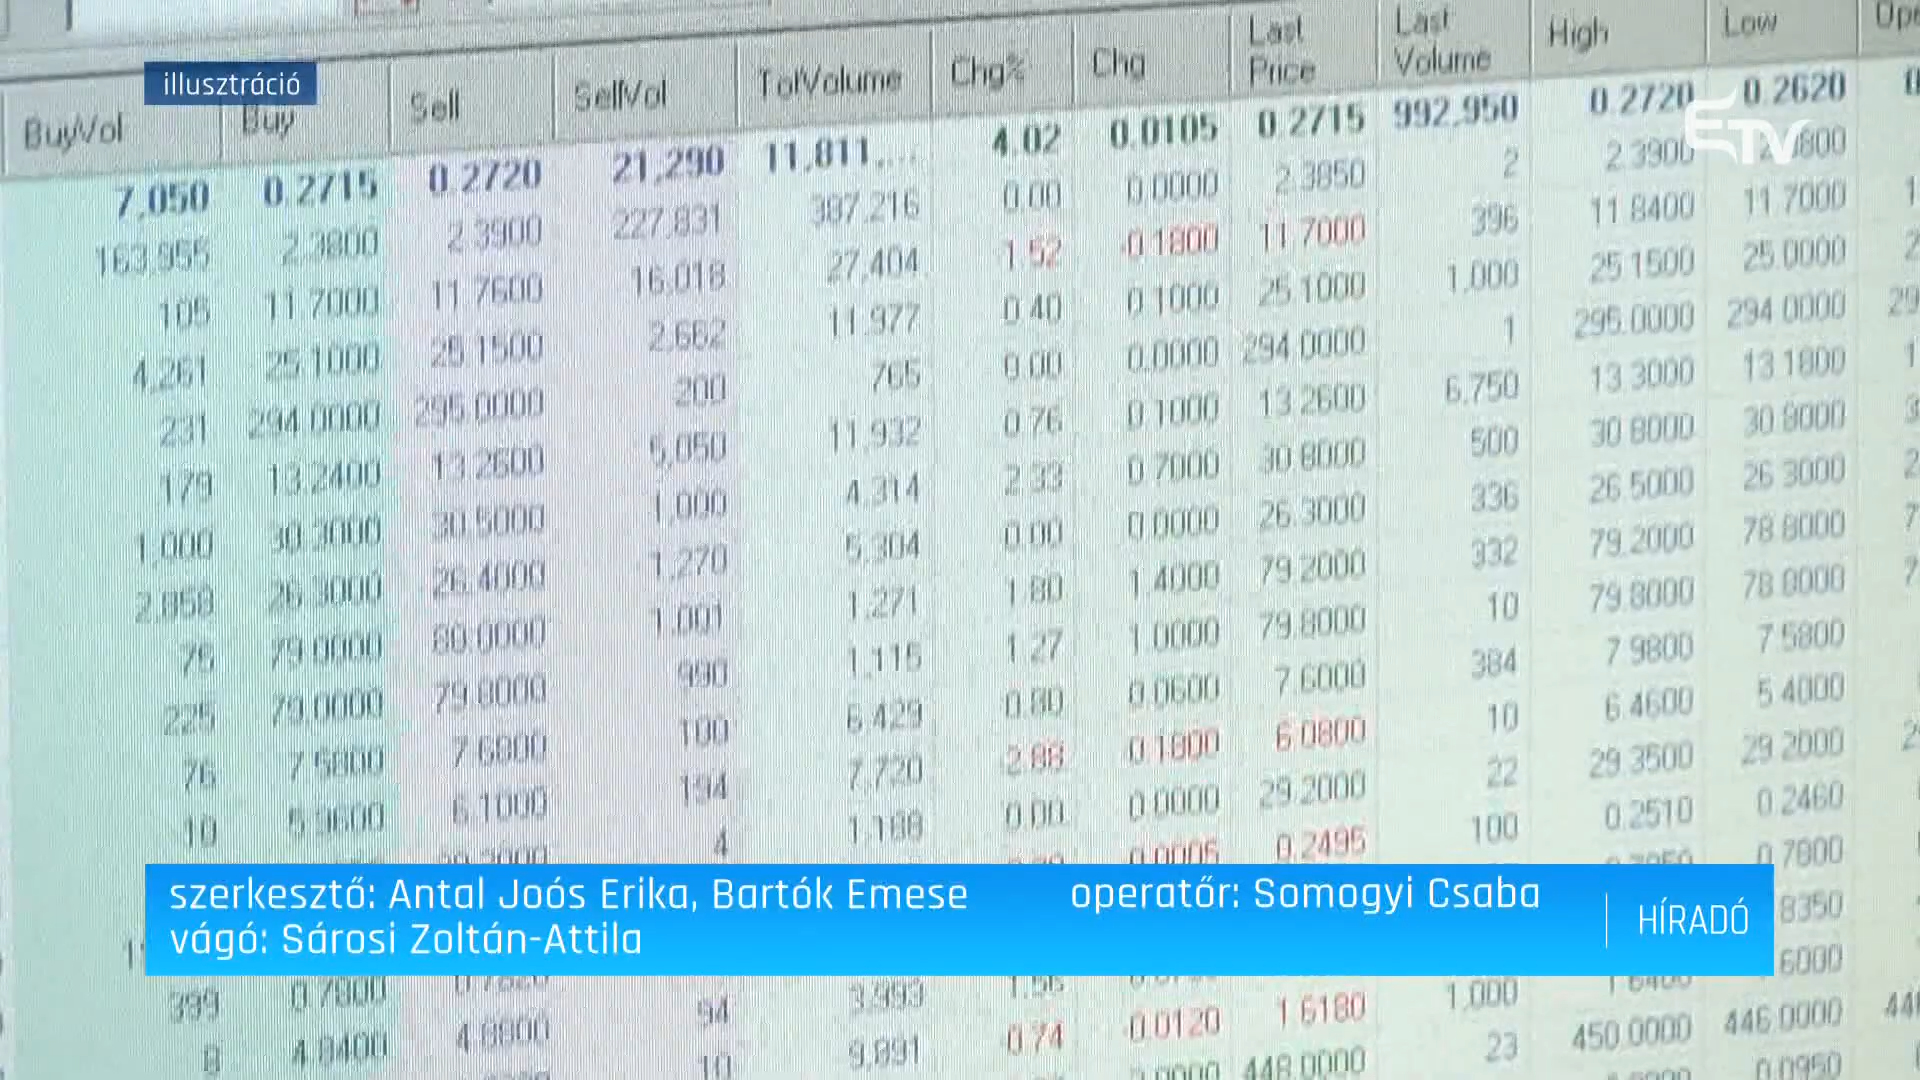 illusztráció
ETV
BuyVol Buy Sell SellVol TotVolume Chg% Chg Last Price Last Volume High Low
7,050 0.2715 0.2720 21,290 11,811,... 4.02 0.0105 0.2715 992,950 0.2720 0.2620
163,955 2.3800 2.3900 227,831 387,216 0.00 0.0000 2.3850 2 2.3900
105 11.7000 11.7600 16,018 27,404 1.52 -0.1800 11.7000 396 11.8400 11.7000
4,261 25.1000 25.1500 2,662 11,977 0.40 0.1000 25.1000 1,000 25.1500 25.0000
231 294.0000 295.0000 200 765 0.00 0.0000 294.0000 1 295.0000 294.0000
179 13.2400 13.2600 5,050 11,932 0.76 0.1000 13.2600 6,750 13.3000 13.1800
1,000 30.3000 30.5000 1,000 4,314 2.33 0.7000 30.8000 500 30.8000 30.8000
2,858 26.3000 26.4000 1,270 5,304 0.00 0.0000 26.3000 336 26.5000 26.3000
75 79.0000 80.0000 1,001 1,271 1.80 1.4000 79.2000 332 79.2000 78.8000
225 79.0000 79.8000 990 1,115 1.27 1.0000 79.8000 10 79.8000 78.8000
76 7.5800 7.6800 100 6,429 0.80 0.0600 7.6000 384 7.9800 7.5800
10 5.9600 6.1000 194 7,720 -2.88 -0.1800 6.0800 10 6.4600 5.4000
4 1,188 0.00 0.0000 29.2000 22 29.3500 29.2000
0.2495 100 0.2510 0.2460
0.7800
szerkesztő: Antal Joós Erika, Bartók Emese operatőr: Somogyi Csaba
vágó: Sárosi Zoltán-Attila
HÍRADÓ
399 0.7800 94 3,993 1,000
8 4.8400 4.8800 10 9,891 0.74 -0.0120 1.6180 23 450.0000 446.0000
448.0000 0.0950